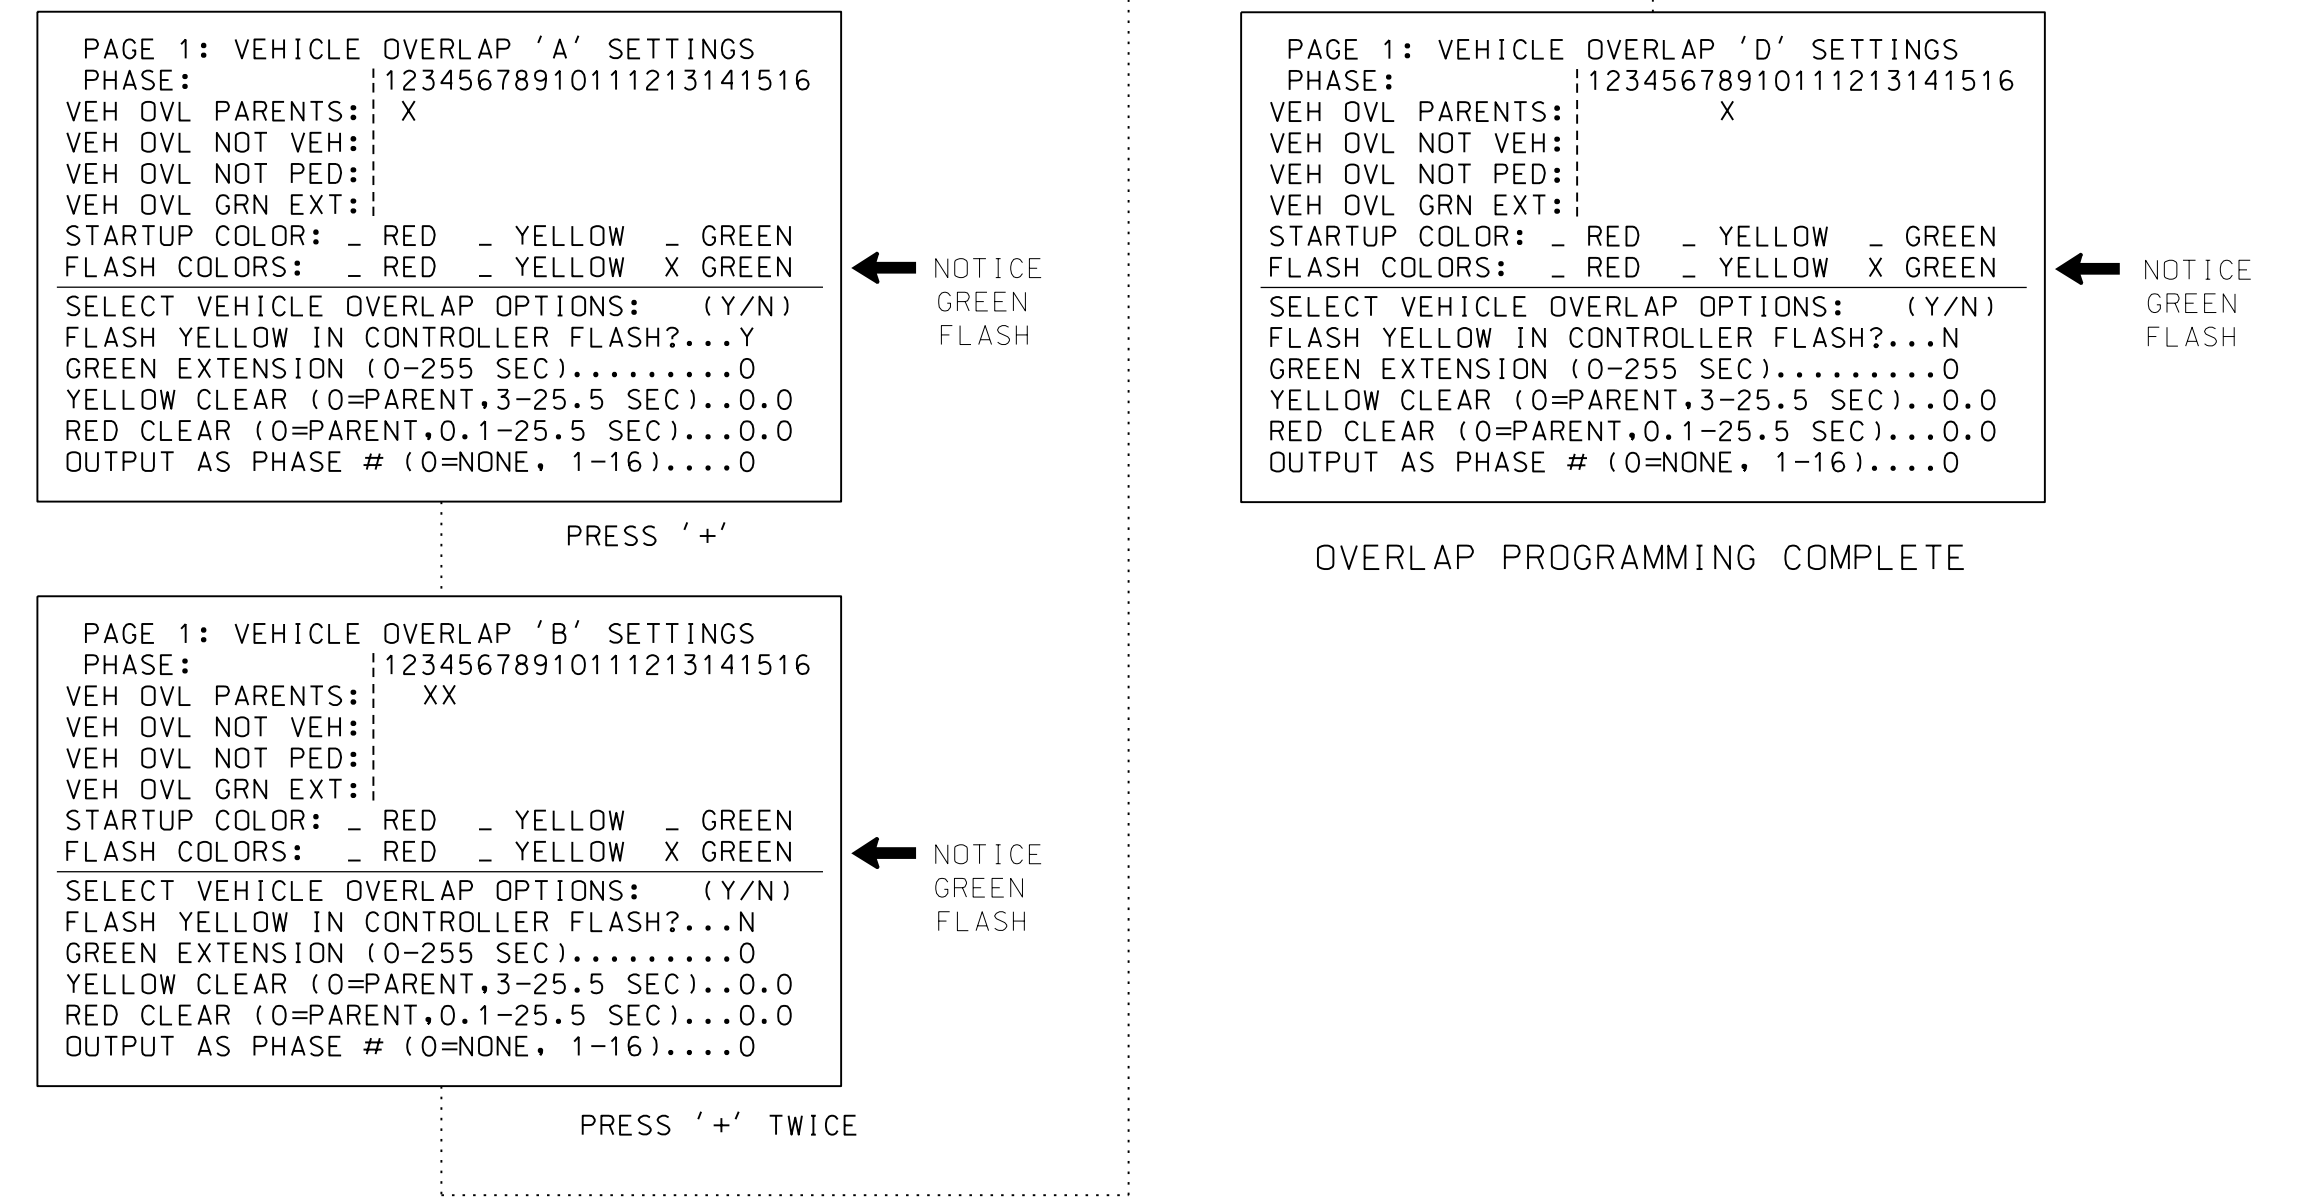 PAGE 1: VEHICLE OVERLAP 'A' SETTINGS
PHASE: |12345678910111213141516
VEH OVL PARENTS:| X
VEH OVL NOT VEH:|
VEH OVL NOT PED:|
VEH OVL GRN EXT:|
STARTUP COLOR: _ RED _ YELLOW _ GREEN
FLASH COLORS: _ RED _ YELLOW X GREEN
SELECT VEHICLE OVERLAP OPTIONS: (Y/N)
FLASH YELLOW IN CONTROLLER FLASH?...Y
GREEN EXTENSION (0-255 SEC).........0
YELLOW CLEAR (0=PARENT,3-25.5 SEC)..0.0
RED CLEAR (0=PARENT,0.1-25.5 SEC)...0.0
OUTPUT AS PHASE # (0=NONE, 1-16)....0
NOTICE
GREEN
FLASH
PRESS '+'
PAGE 1: VEHICLE OVERLAP 'B' SETTINGS
PHASE: |12345678910111213141516
VEH OVL PARENTS:| XX
VEH OVL NOT VEH:|
VEH OVL NOT PED:|
VEH OVL GRN EXT:|
STARTUP COLOR: _ RED _ YELLOW _ GREEN
FLASH COLORS: _ RED _ YELLOW X GREEN
SELECT VEHICLE OVERLAP OPTIONS: (Y/N)
FLASH YELLOW IN CONTROLLER FLASH?...N
GREEN EXTENSION (0-255 SEC).........0
YELLOW CLEAR (0=PARENT,3-25.5 SEC)..0.0
RED CLEAR (0=PARENT,0.1-25.5 SEC)...0.0
OUTPUT AS PHASE # (0=NONE, 1-16)....0
NOTICE
GREEN
FLASH
PRESS '+' TWICE
PAGE 1: VEHICLE OVERLAP 'D' SETTINGS
PHASE: |12345678910111213141516
VEH OVL PARENTS:| X
VEH OVL NOT VEH:|
VEH OVL NOT PED:|
VEH OVL GRN EXT:|
STARTUP COLOR: _ RED _ YELLOW _ GREEN
FLASH COLORS: _ RED _ YELLOW X GREEN
SELECT VEHICLE OVERLAP OPTIONS: (Y/N)
FLASH YELLOW IN CONTROLLER FLASH?...N
GREEN EXTENSION (0-255 SEC).........0
YELLOW CLEAR (0=PARENT,3-25.5 SEC)..0.0
RED CLEAR (0=PARENT,0.1-25.5 SEC)...0.0
OUTPUT AS PHASE # (0=NONE, 1-16)....0
NOTICE
GREEN
FLASH
OVERLAP PROGRAMMING COMPLETE